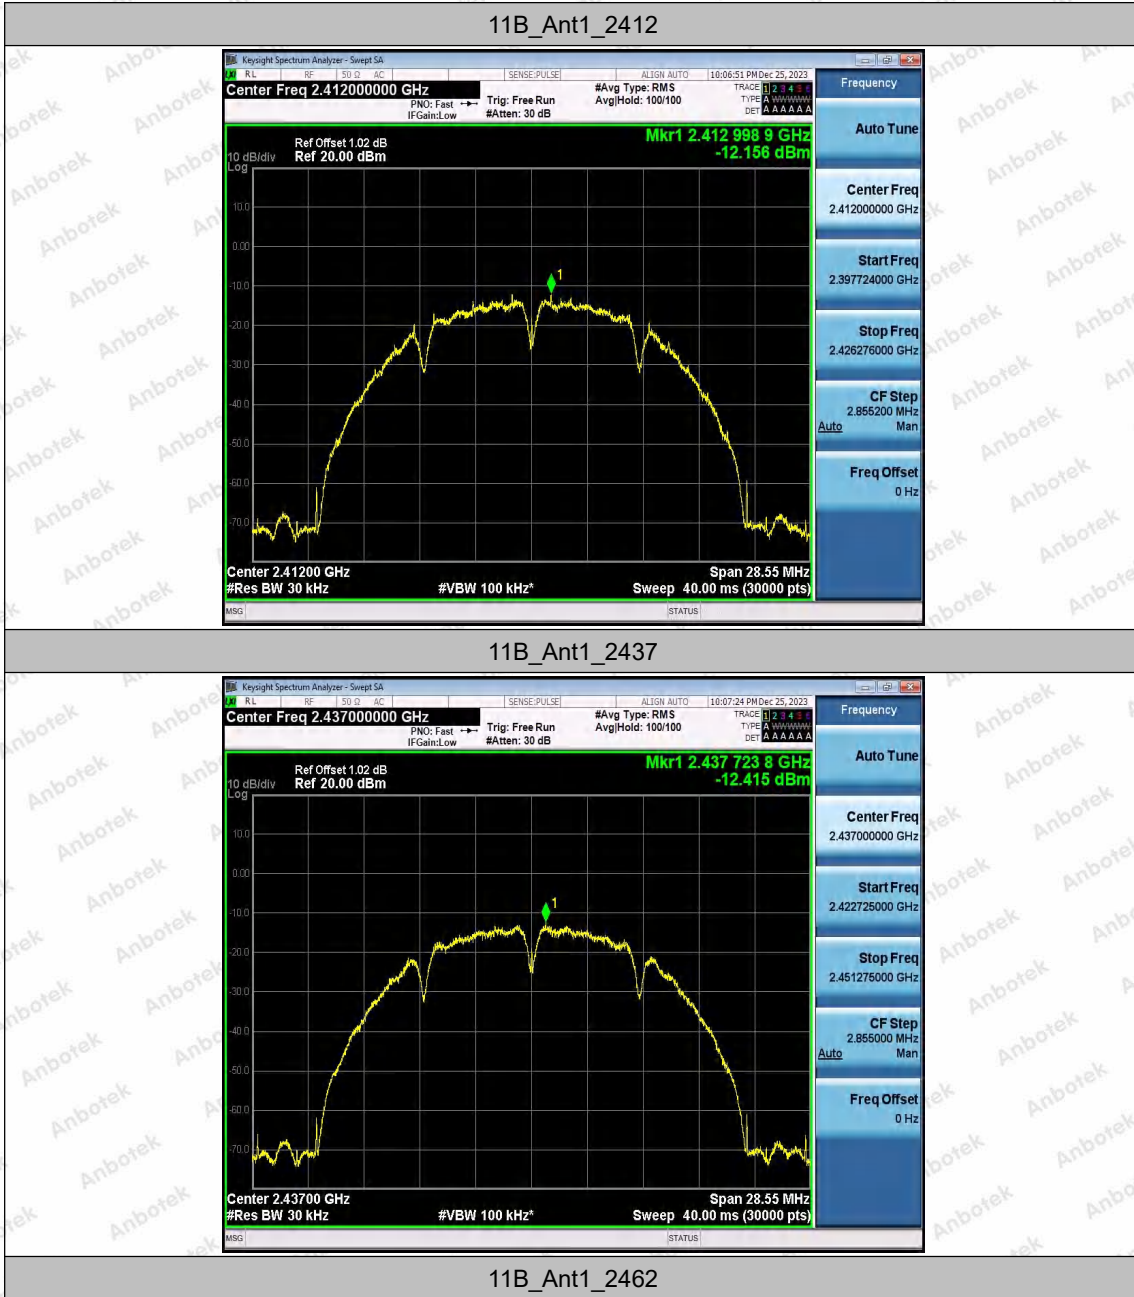 11B_Ant1_2412
Keysight Spectrum Analyzer - Swept SA
RL RF 50 Ω AC SENSE:PULSE ALIGN AUTO 10:06:51 PM Dec 25, 2023
Center Freq 2.412000000 GHz #Avg Type: RMS TRACE 1 2 3 4 5 6
PNO: Fast Trig: Free Run Avg|Hold: 100/100 TYPE A WWWWW
IFGain:Low #Atten: 30 dB DET A A A A A A
Frequency
Mkr1 2.412 998 9 GHz
-12.156 dBm
Ref Offset 1.02 dB
10 dB/div Ref 20.00 dBm
Log
10.0
0.00
-10.0
-20.0
-30.0
-40.0
-50.0
-60.0
-70.0
1
Center 2.41200 GHz Span 28.55 MHz
#Res BW 30 kHz #VBW 100 kHz* Sweep 40.00 ms (30000 pts)
MSG STATUS
Auto Tune
Center Freq
2.412000000 GHz
Start Freq
2.397724000 GHz
Stop Freq
2.426276000 GHz
CF Step
2.855200 MHz
Auto Man
Freq Offset
0 Hz
11B_Ant1_2437
Keysight Spectrum Analyzer - Swept SA
RL RF 50 Ω AC SENSE:PULSE ALIGN AUTO 10:07:24 PM Dec 25, 2023
Center Freq 2.437000000 GHz #Avg Type: RMS TRACE 1 2 3 4 5 6
PNO: Fast Trig: Free Run Avg|Hold: 100/100 TYPE A WWWWW
IFGain:Low #Atten: 30 dB DET A A A A A A
Frequency
Mkr1 2.437 723 8 GHz
-12.415 dBm
Ref Offset 1.02 dB
10 dB/div Ref 20.00 dBm
Log
10.0
0.00
-10.0
-20.0
-30.0
-40.0
-50.0
-60.0
-70.0
1
Center 2.43700 GHz Span 28.55 MHz
#Res BW 30 kHz #VBW 100 kHz* Sweep 40.00 ms (30000 pts)
MSG STATUS
Auto Tune
Center Freq
2.437000000 GHz
Start Freq
2.422725000 GHz
Stop Freq
2.451275000 GHz
CF Step
2.855000 MHz
Auto Man
Freq Offset
0 Hz
11B_Ant1_2462
Anbotek